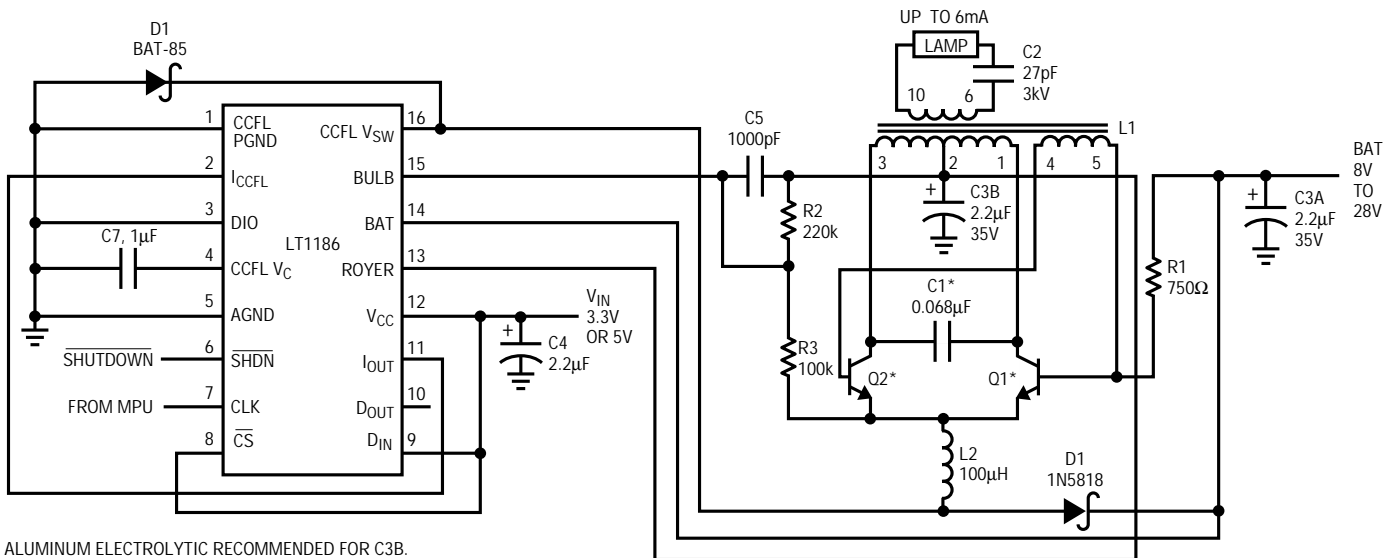 D1
BAT-85
UP TO 6mA
LAMP
C2
27pF
3kV
10
6
C5
1000pF
L1
3
2
1
4
5
BAT
8V
TO
28V
1
CCFL
PGND
2
ICCFL
3
DIO
C7, 1µF
4
CCFL VC
5
AGND
SHUTDOWN
6
SHDN
FROM MPU
7
CLK
8
CS
LT1186
16
CCFL VSW
15
BULB
14
BAT
13
ROYER
12
VCC
11
IOUT
10
DOUT
9
DIN
VIN
3.3V
OR 5V
+
C4
2.2µF
R2
220k
R3
100k
+
C3B
2.2µF
35V
C1*
0.068µF
Q2*
Q1*
R1
750Ω
+
C3A
2.2µF
35V
L2
100µH
D1
1N5818
ALUMINUM ELECTROLYTIC RECOMMENDED FOR C3B.